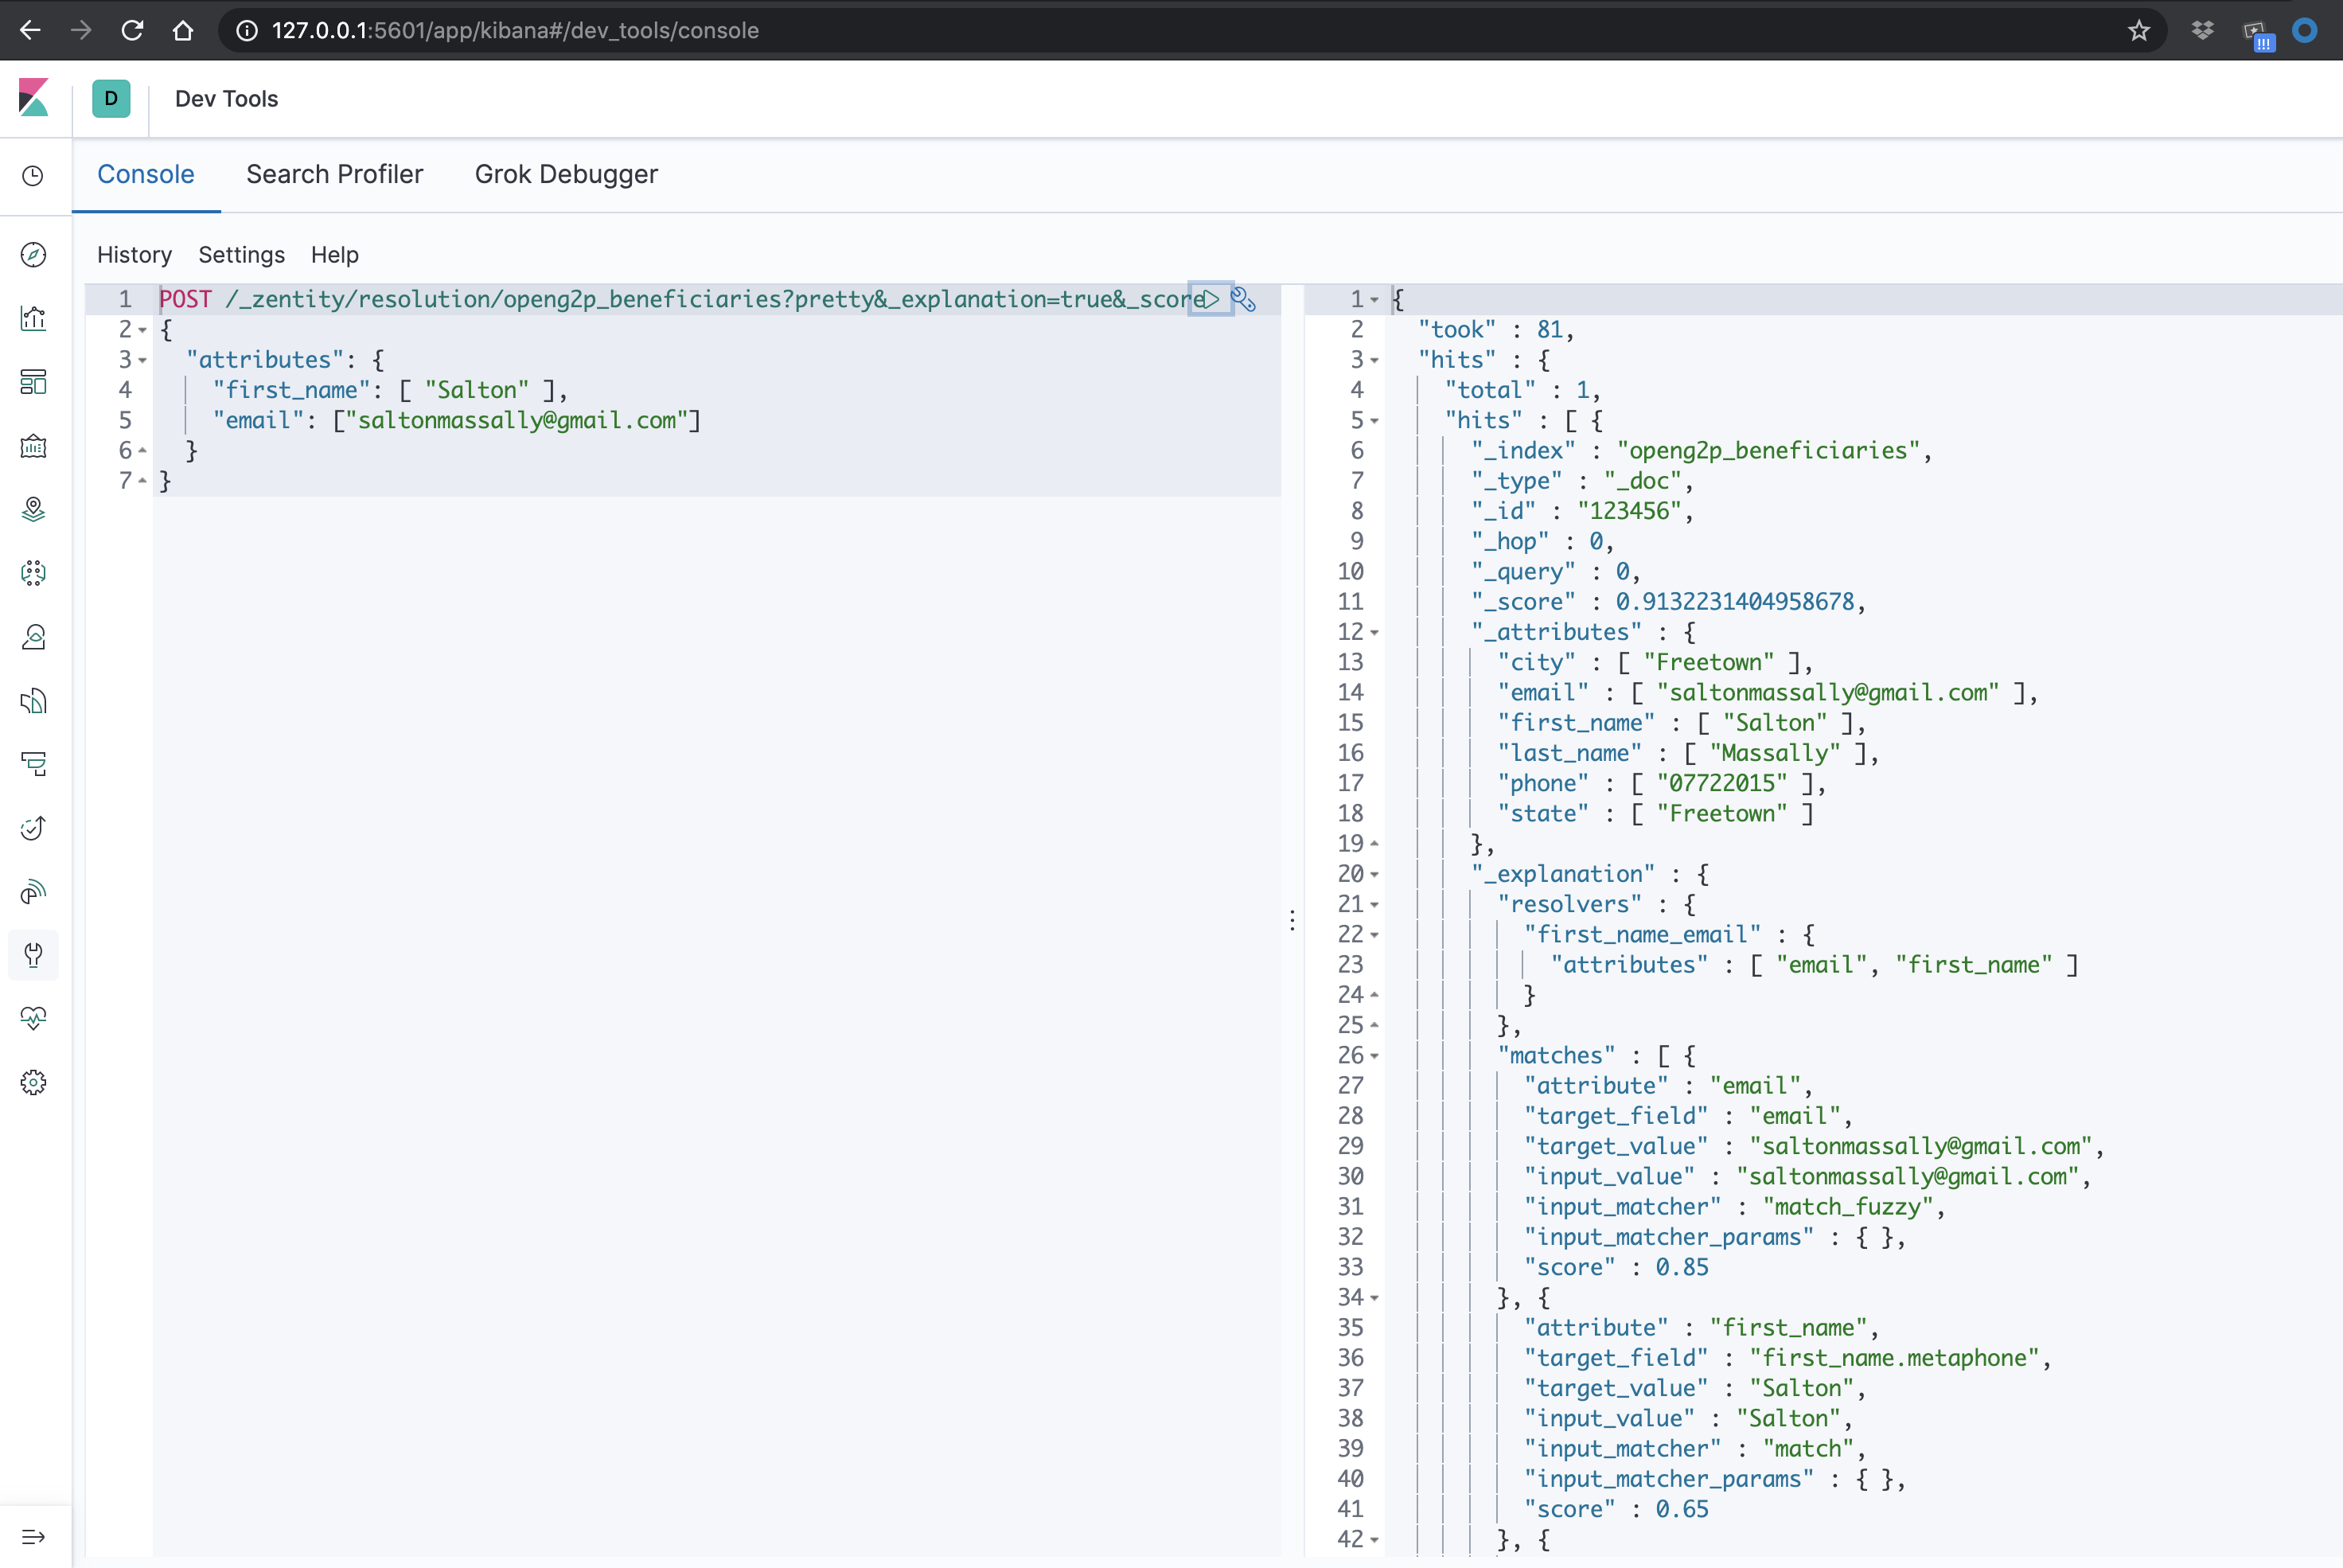 127.0.0.1:5601/app/kibana#/dev_tools/console
D Dev Tools
Console Search Profiler Grok Debugger
History Settings Help
1 POST /_zentity/resolution/openg2p_beneficiaries?pretty&_explanation=true&_score
2 {
3 "attributes": {
4 "first_name": [ "Salton" ],
5 "email": ["saltonmassally@gmail.com"]
6 }
7 }
1 {
2 "took" : 81,
3 "hits" : {
4 "total" : 1,
5 "hits" : [ {
6 "_index" : "openg2p_beneficiaries",
7 "_type" : "_doc",
8 "_id" : "123456",
9 "_hop" : 0,
10 "_query" : 0,
11 "_score" : 0.9132231404958678,
12 "_attributes" : {
13 "city" : [ "Freetown" ],
14 "email" : [ "saltonmassally@gmail.com" ],
15 "first_name" : [ "Salton" ],
16 "last_name" : [ "Massally" ],
17 "phone" : [ "07722015" ],
18 "state" : [ "Freetown" ]
19 },
20 "_explanation" : {
21 "resolvers" : {
22 "first_name_email" : {
23 "attributes" : [ "email", "first_name" ]
24 }
25 },
26 "matches" : [ {
27 "attribute" : "email",
28 "target_field" : "email",
29 "target_value" : "saltonmassally@gmail.com",
30 "input_value" : "saltonmassally@gmail.com",
31 "input_matcher" : "match_fuzzy",
32 "input_matcher_params" : { },
33 "score" : 0.85
34 }, {
35 "attribute" : "first_name",
36 "target_field" : "first_name.metaphone",
37 "target_value" : "Salton",
38 "input_value" : "Salton",
39 "input_matcher" : "match",
40 "input_matcher_params" : { },
41 "score" : 0.65
42 }, {